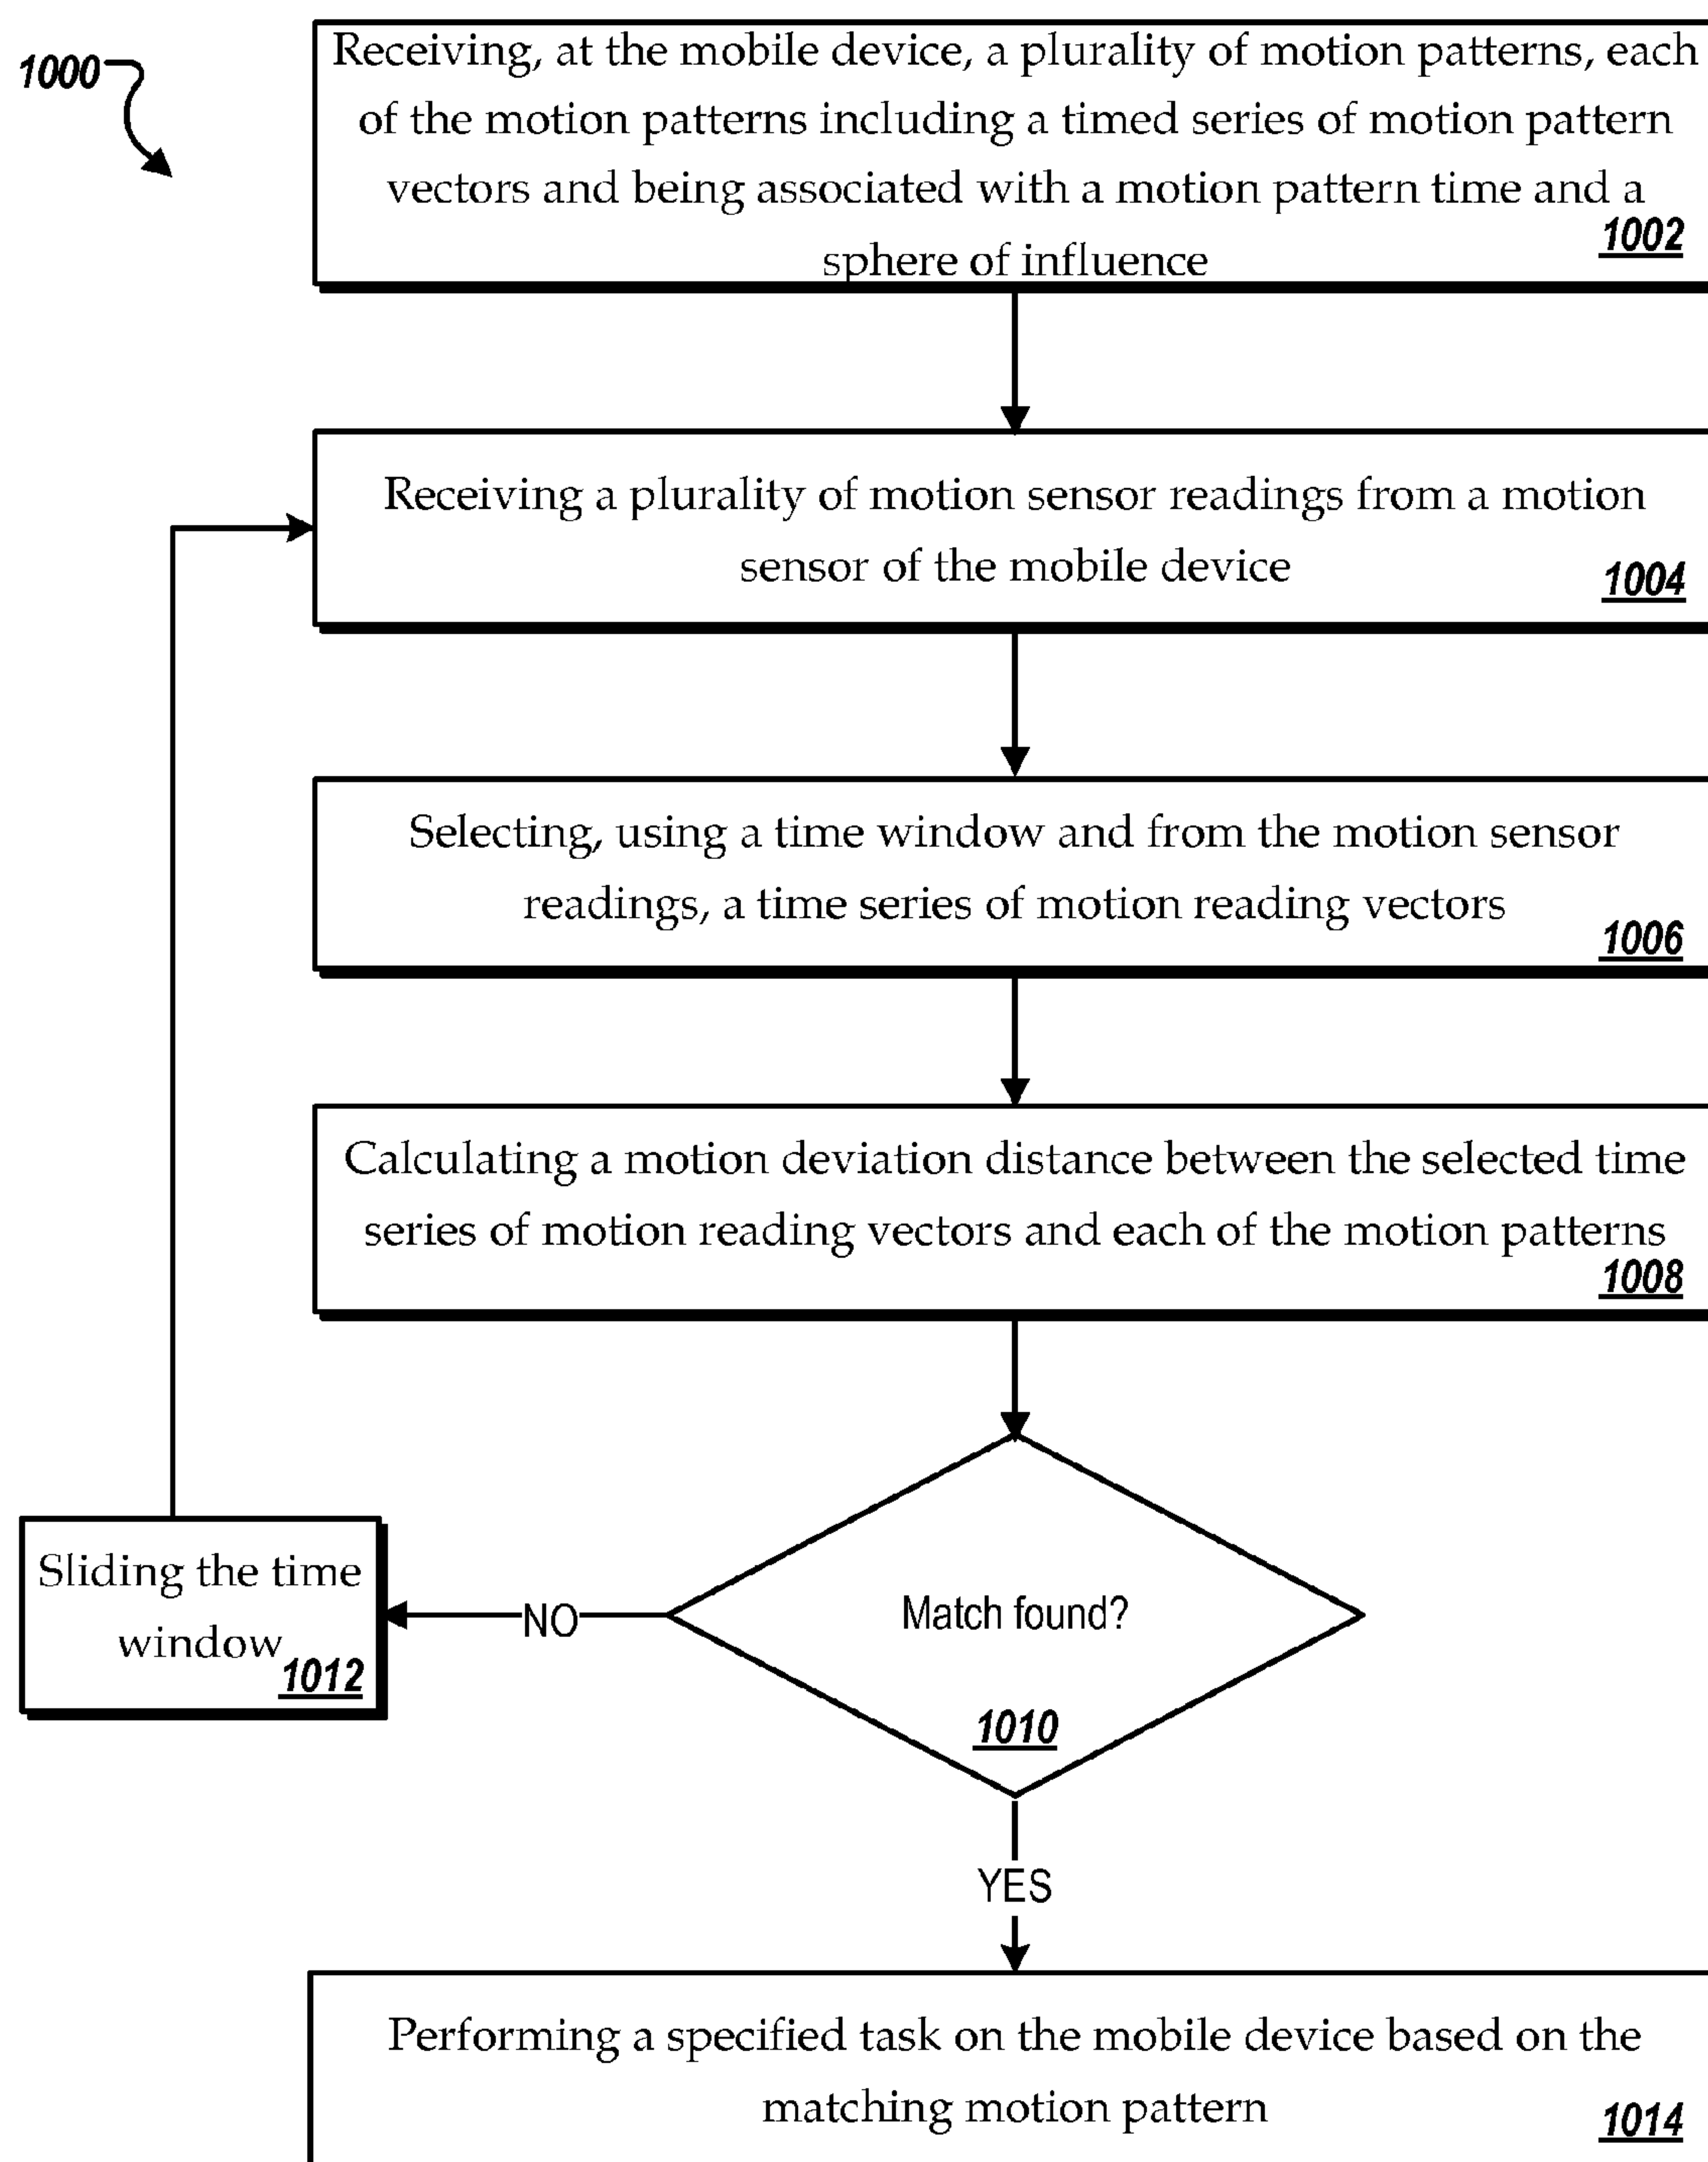 1000
Receiving, at the mobile device, a plurality of motion patterns, each
of the motion patterns including a timed series of motion pattern
vectors and being associated with a motion pattern time and a
sphere of influence
1002
Receiving a plurality of motion sensor readings from a motion
sensor of the mobile device
1004
Selecting, using a time window and from the motion sensor
readings, a time series of motion reading vectors
1006
Calculating a motion deviation distance between the selected time
series of motion reading vectors and each of the motion patterns
1008
Match found?
1010
NO
Sliding the time
window
1012
YES
Performing a specified task on the mobile device based on the
matching motion pattern
1014